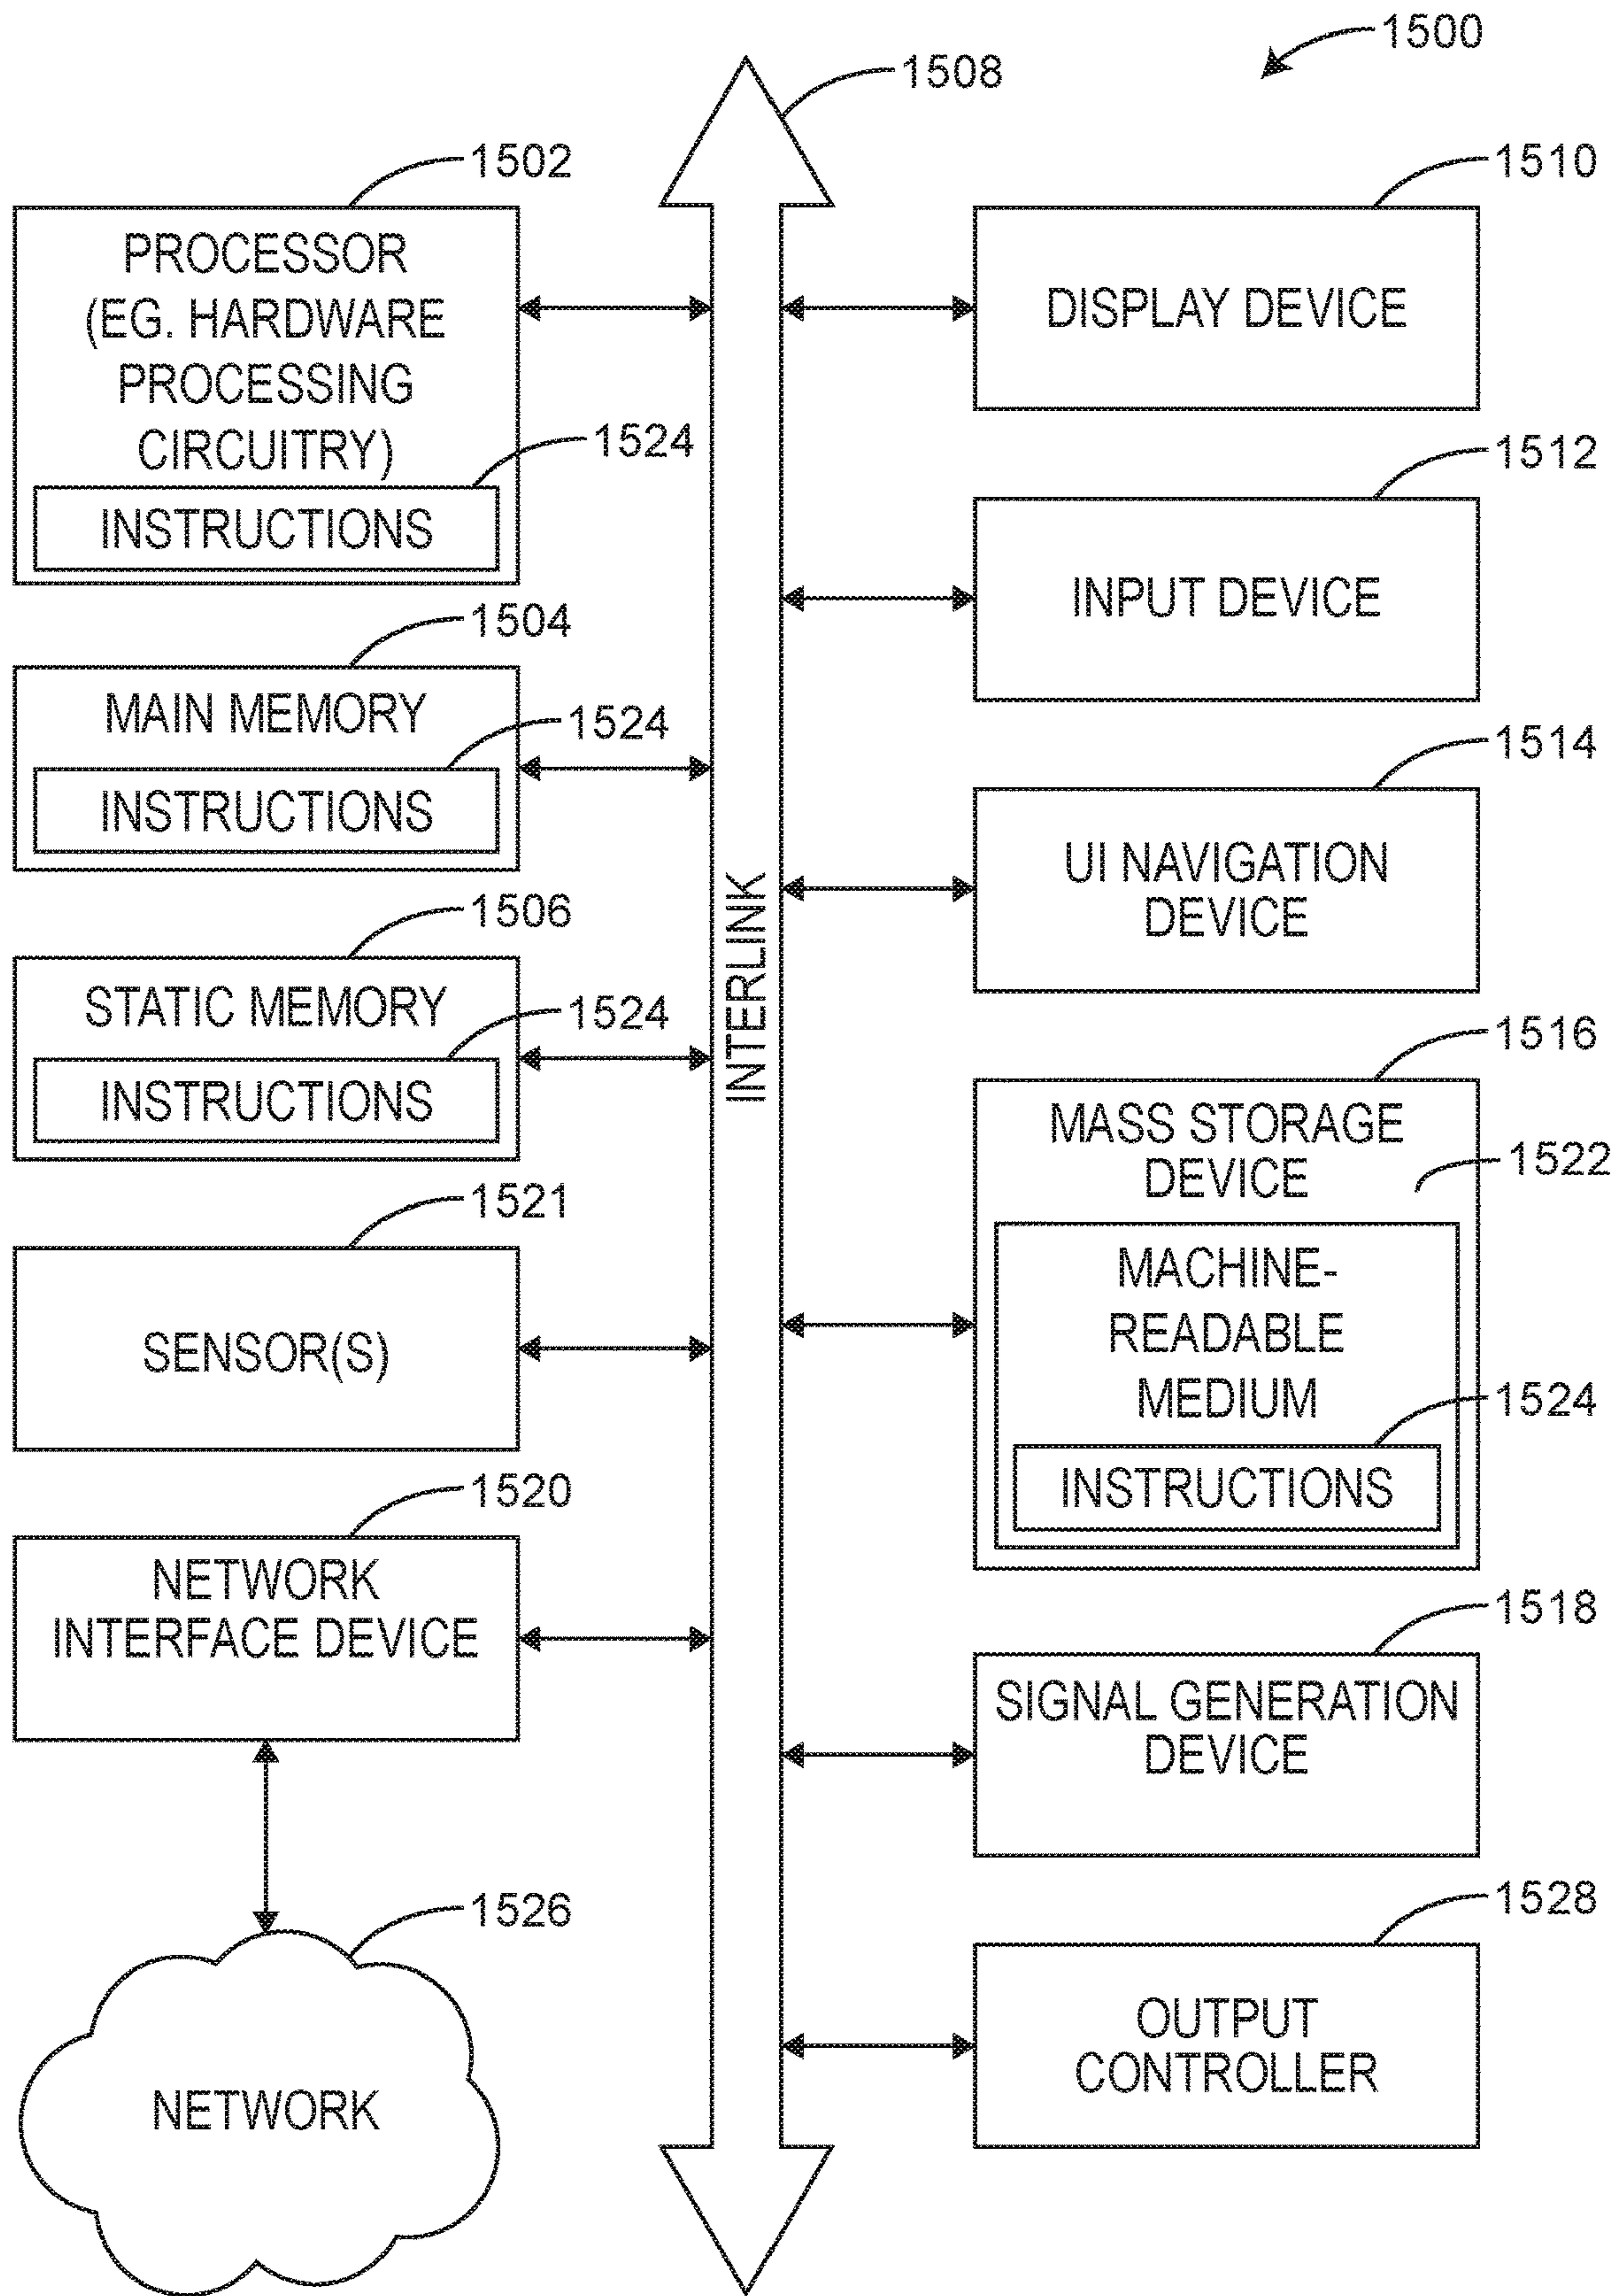 1500
1508
1502
PROCESSOR
(EG. HARDWARE
PROCESSING
CIRCUITRY)
1524
INSTRUCTIONS
1504
MAIN MEMORY
1524
INSTRUCTIONS
1506
STATIC MEMORY
1524
INSTRUCTIONS
1521
SENSOR(S)
1520
NETWORK
INTERFACE DEVICE
1526
NETWORK
INTERLINK
1510
DISPLAY DEVICE
1512
INPUT DEVICE
1514
UI NAVIGATION
DEVICE
1516
MASS STORAGE
DEVICE
1522
MACHINE-
READABLE
MEDIUM
1524
INSTRUCTIONS
1518
SIGNAL GENERATION
DEVICE
1528
OUTPUT
CONTROLLER